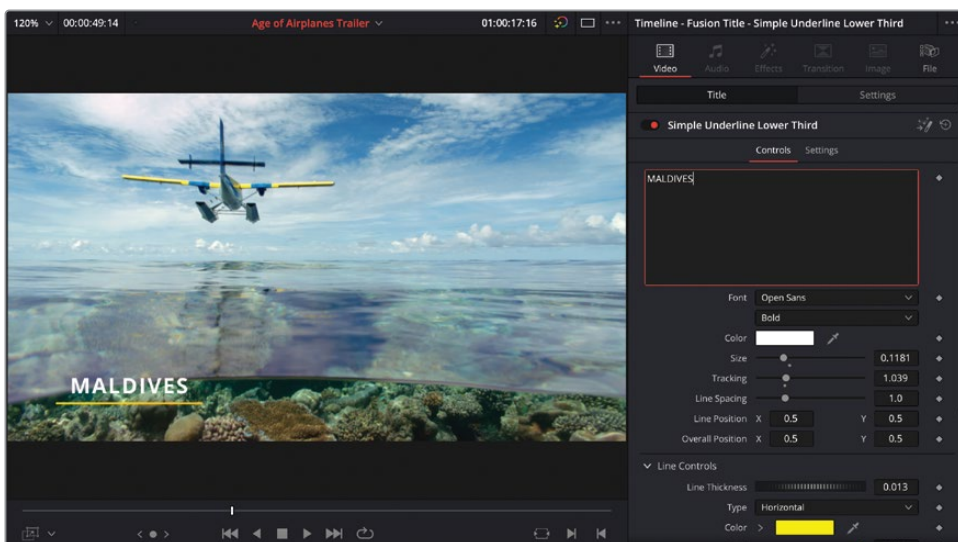 120% 00:00:49:14 Age of Airplanes Trailer 01:00:17:16 Timeline - Fusion Title - Simple Underline Lower Third
Video Audio Effects Transition Image File
Title Settings
Simple Underline Lower Third
Controls Settings
MALDIVES
Font Open Sans
Bold
Color
Size 0.1181
Tracking 1.039
Line Spacing 1.0
Line Position X 0.5 Y 0.5
Overall Position X 0.5 Y 0.5
Line Controls
Line Thickness 0.013
Type Horizontal
Color
MALDIVES